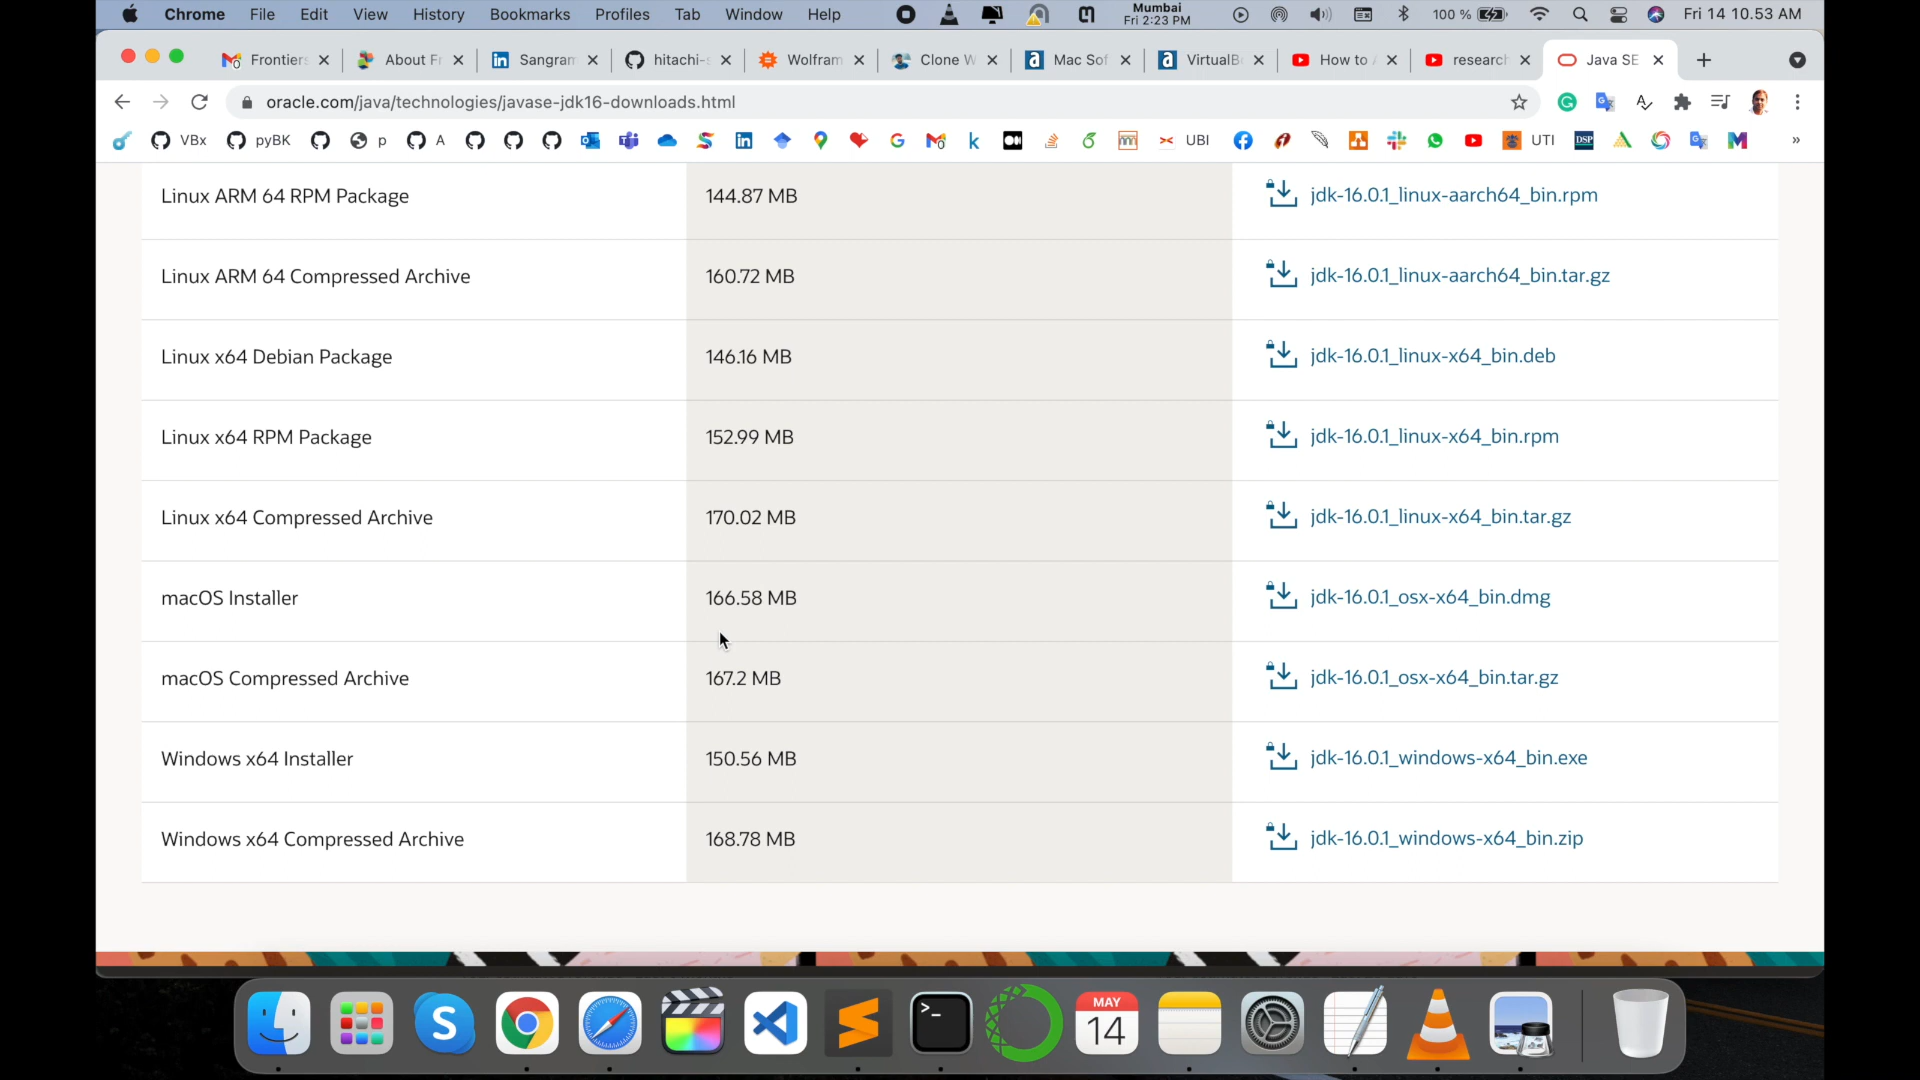 Chrome File Edit View History Bookmarks Profiles Tab Window Help Mumbai Fri 2:23 PM 100 % Fri 14 10.53 AM
Frontiers About Fr Sangram hitachi-s Wolfram Clone W Mac Sof VirtualBo How to research Java SE
oracle.com/java/technologies/javase-jdk16-downloads.html
VBx pyBK p A UBI UTI DSP »
Linux ARM 64 RPM Package 144.87 MB jdk-16.0.1_linux-aarch64_bin.rpm
Linux ARM 64 Compressed Archive 160.72 MB jdk-16.0.1_linux-aarch64_bin.tar.gz
Linux x64 Debian Package 146.16 MB jdk-16.0.1_linux-x64_bin.deb
Linux x64 RPM Package 152.99 MB jdk-16.0.1_linux-x64_bin.rpm
Linux x64 Compressed Archive 170.02 MB jdk-16.0.1_linux-x64_bin.tar.gz
macOS Installer 166.58 MB jdk-16.0.1_osx-x64_bin.dmg
macOS Compressed Archive 167.2 MB jdk-16.0.1_osx-x64_bin.tar.gz
Windows x64 Installer 150.56 MB jdk-16.0.1_windows-x64_bin.exe
Windows x64 Compressed Archive 168.78 MB jdk-16.0.1_windows-x64_bin.zip
MAY
14